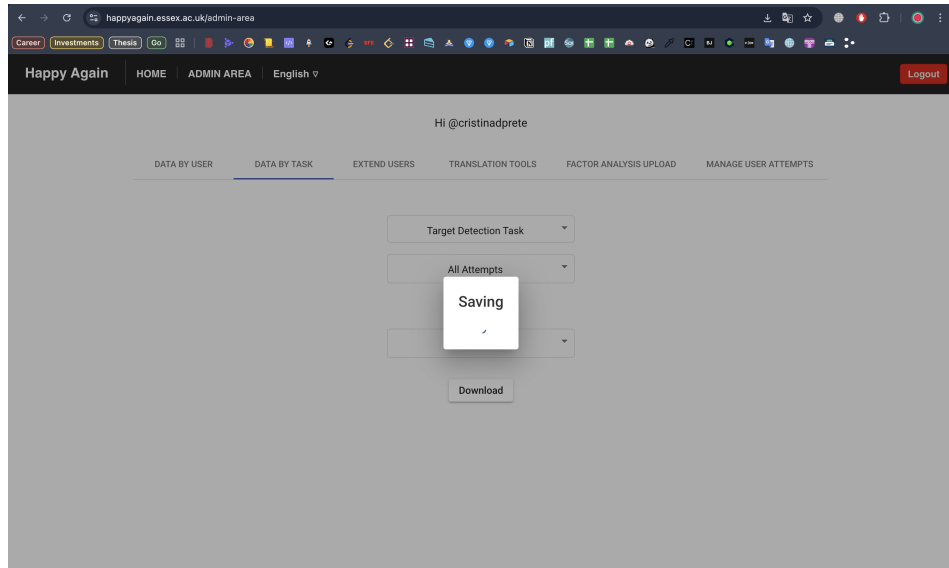 happyagain.essex.ac.uk/admin-area
Career Investments Thesis Go
Happy Again HOME ADMIN AREA English Logout
Hi @cristinadprete
DATA BY USER DATA BY TASK EXTEND USERS TRANSLATION TOOLS FACTOR ANALYSIS UPLOAD MANAGE USER ATTEMPTS
Target Detection Task
All Attempts
Saving
Download